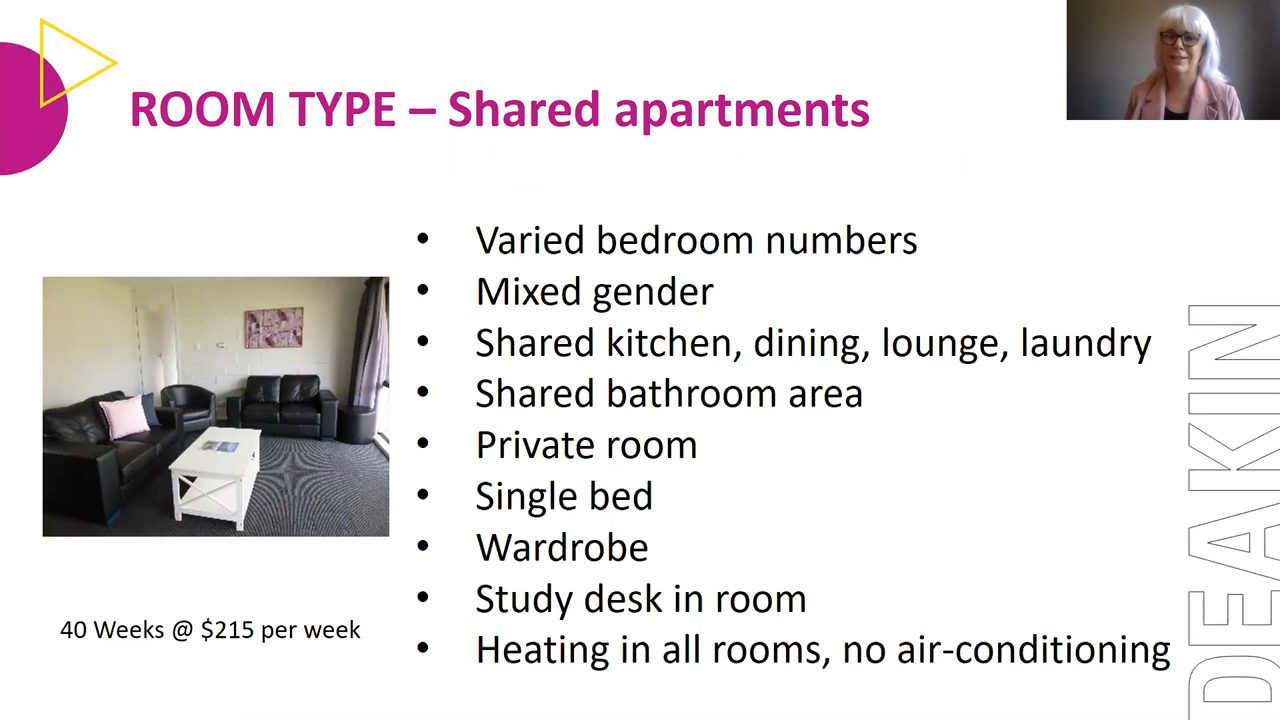 ROOM TYPE – Shared apartments
• Varied bedroom numbers
• Mixed gender
• Shared kitchen, dining, lounge, laundry
• Shared bathroom area
• Private room
• Single bed
• Wardrobe
• Study desk in room
• Heating in all rooms, no air-conditioning
40 Weeks @ $215 per week
DEAKIN